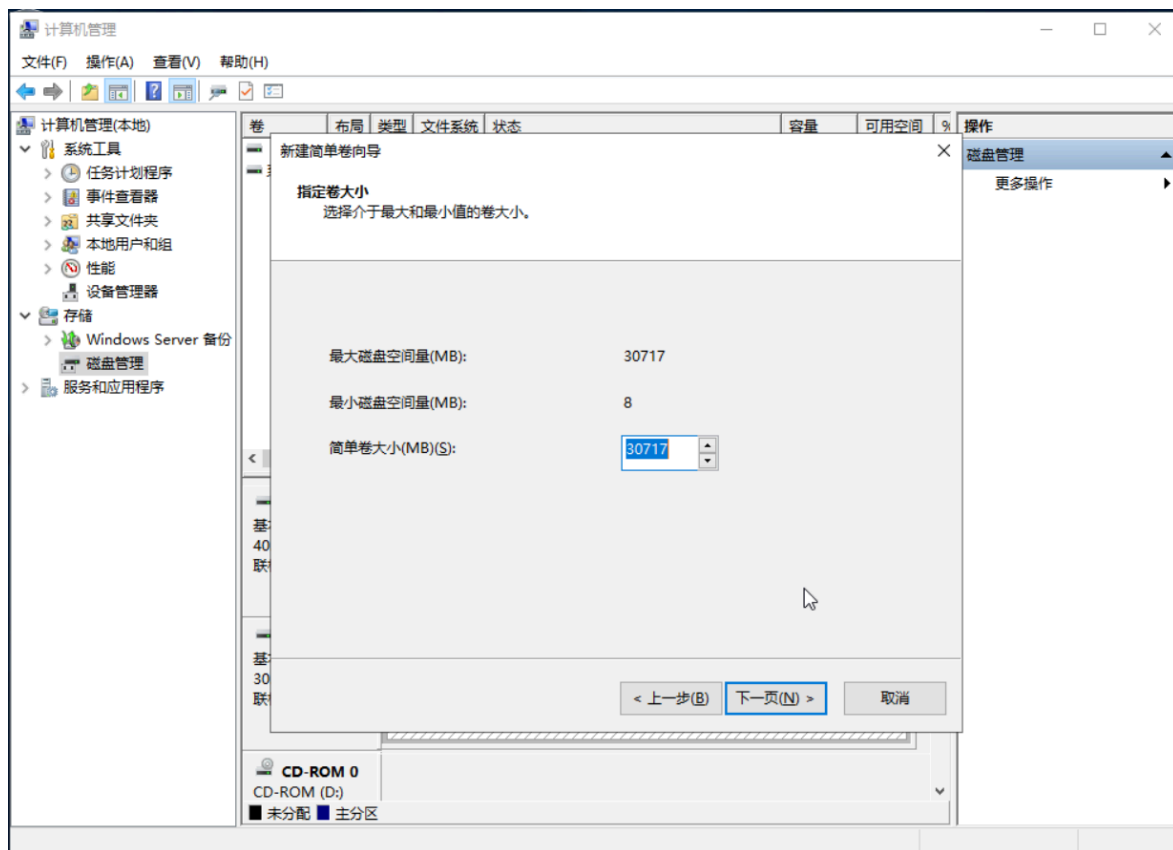 计算机管理
文件(F) 操作(A) 查看(V) 帮助(H)
计算机管理(本地)
系统工具
任务计划程序
事件查看器
共享文件夹
本地用户和组
性能
设备管理器
存储
Windows Server 备份
磁盘管理
服务和应用程序
卷 布局 类型 文件系统 状态 容量 可用空间 %
新建简单卷向导
指定卷大小
选择介于最大和最小值的卷大小。
最大磁盘空间量(MB): 30717
最小磁盘空间量(MB): 8
简单卷大小(MB)(S): 30717
< 上一步(B) 下一页(N) > 取消
基
40
联
基
30
联
CD-ROM 0
CD-ROM (D:)
未分配 主分区
操作
磁盘管理
更多操作